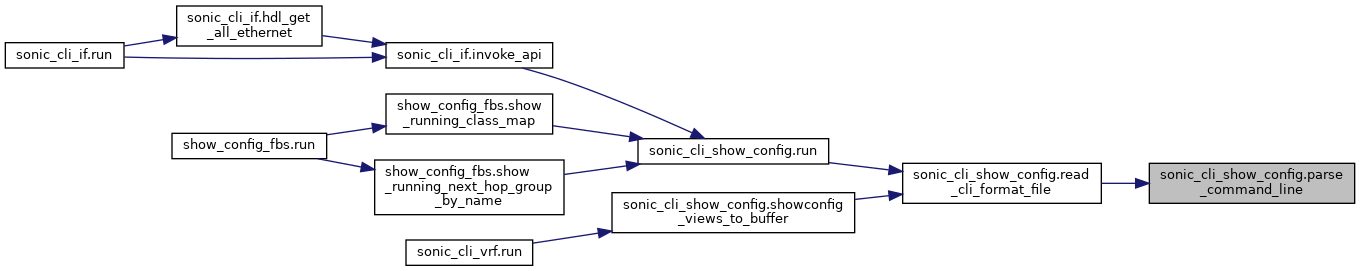 sonic_cli_if.hdl_get
_all_ethernet
sonic_cli_if.run
sonic_cli_if.invoke_api
show_config_fbs.show
_running_class_map
show_config_fbs.run
sonic_cli_show_config.run
show_config_fbs.show
_running_next_hop_group
_by_name
sonic_cli_show_config.read
_cli_format_file
sonic_cli_show_config.parse
_command_line
sonic_cli_show_config.showconfig
_views_to_buffer
sonic_cli_vrf.run